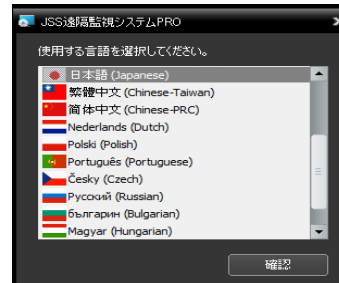 JSS遠隔監視システムPRO
使用する言語を選択してください。
日本語 (Japanese)
繁體中文 (Chinese-Taiwan)
简体中文 (Chinese-PRC)
Nederlands (Dutch)
Polski (Polish)
Português (Portuguese)
Česky (Czech)
Русский (Russian)
български (Bulgarian)
Magyar (Hungarian)
確認